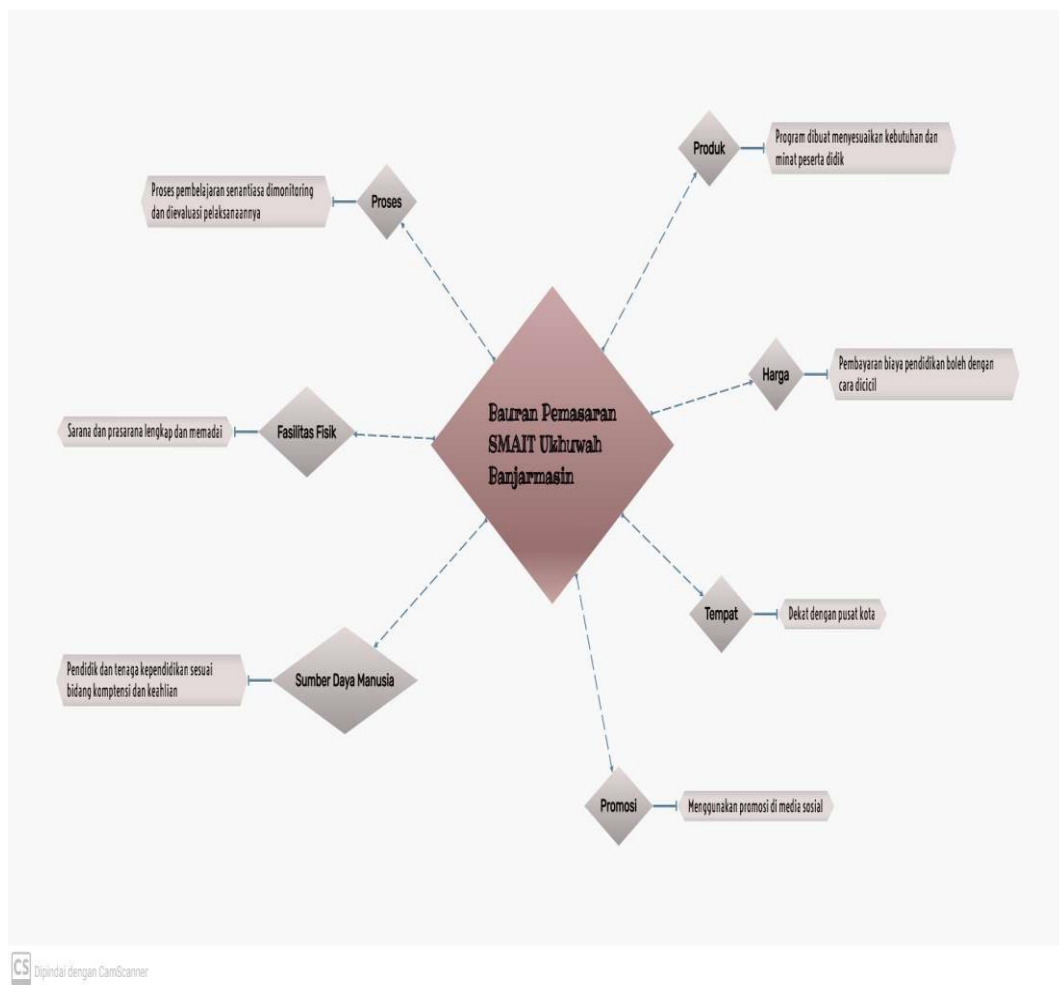 Bauran Pemasaran
SMAIT Ukhuwah
Banjarmasin
Produk
Program dibuat menyesuaikan kebutuhan dan
minat peserta didik
Harga
Pembayaran biaya pendidikan boleh dengan
cara dicicil
Tempat
Dekat dengan pusat kota
Promosi
Menggunakan promosi di media sosial
Sumber Daya Manusia
Pendidik dan tenaga kependidikan sesuai
bidang komptensi dan keahlian
Fasilitas Fisik
Sarana dan prasarana lengkap dan memadai
Proses
Proses pembelajaran senantiasa dimonitoring
dan dievaluasi pelaksanaannya
CS Dipindai dengan CamScanner